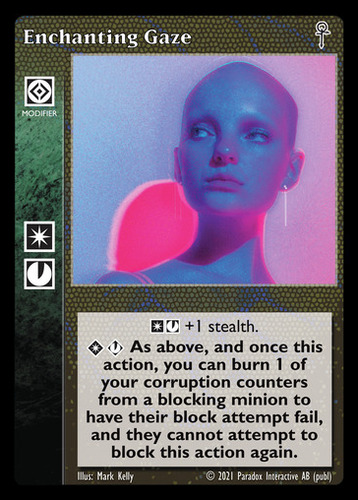 Enchanting Gaze
MODIFIER
+1 stealth.
As above, and once this
action, you can burn 1 of
your corruption counters
from a blocking minion to
have their block attempt fail,
and they cannot attempt to
block this action again.
Illus: Mark Kelly © 2021 Paradox Interactive AB (publ)